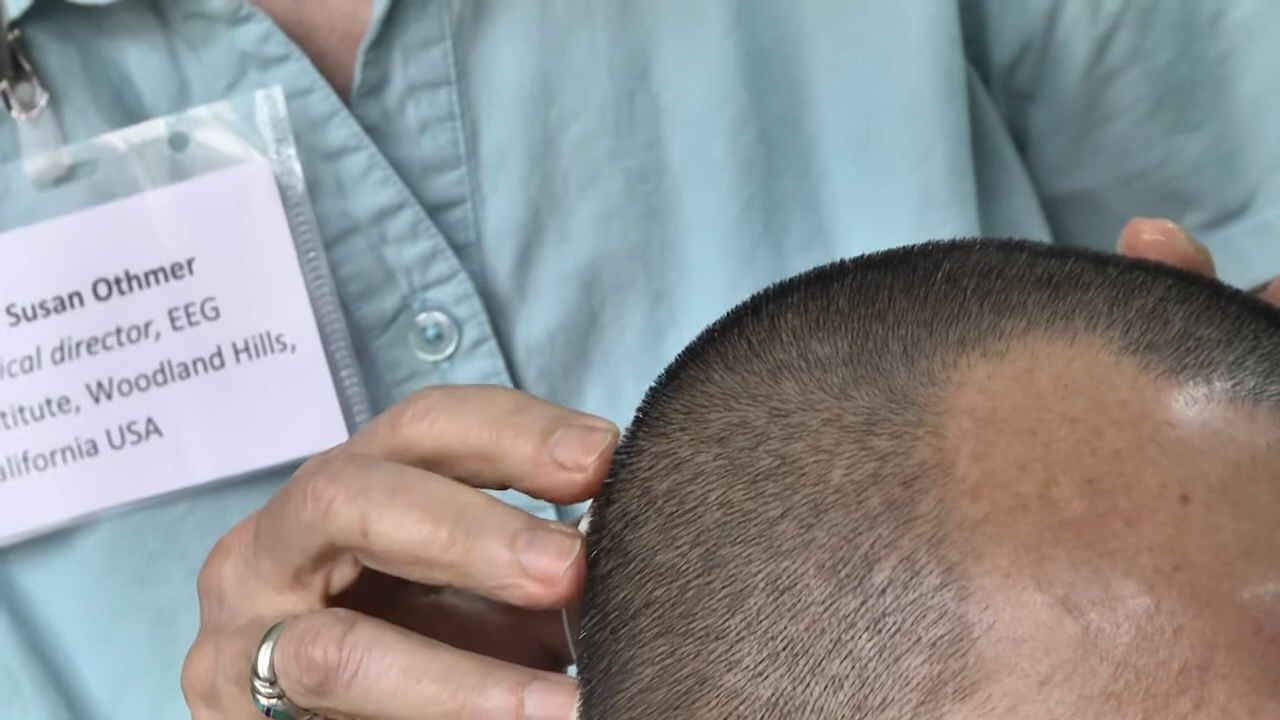 Susan Othmer
ical director, EEG
titute, Woodland Hills,
alifornia USA